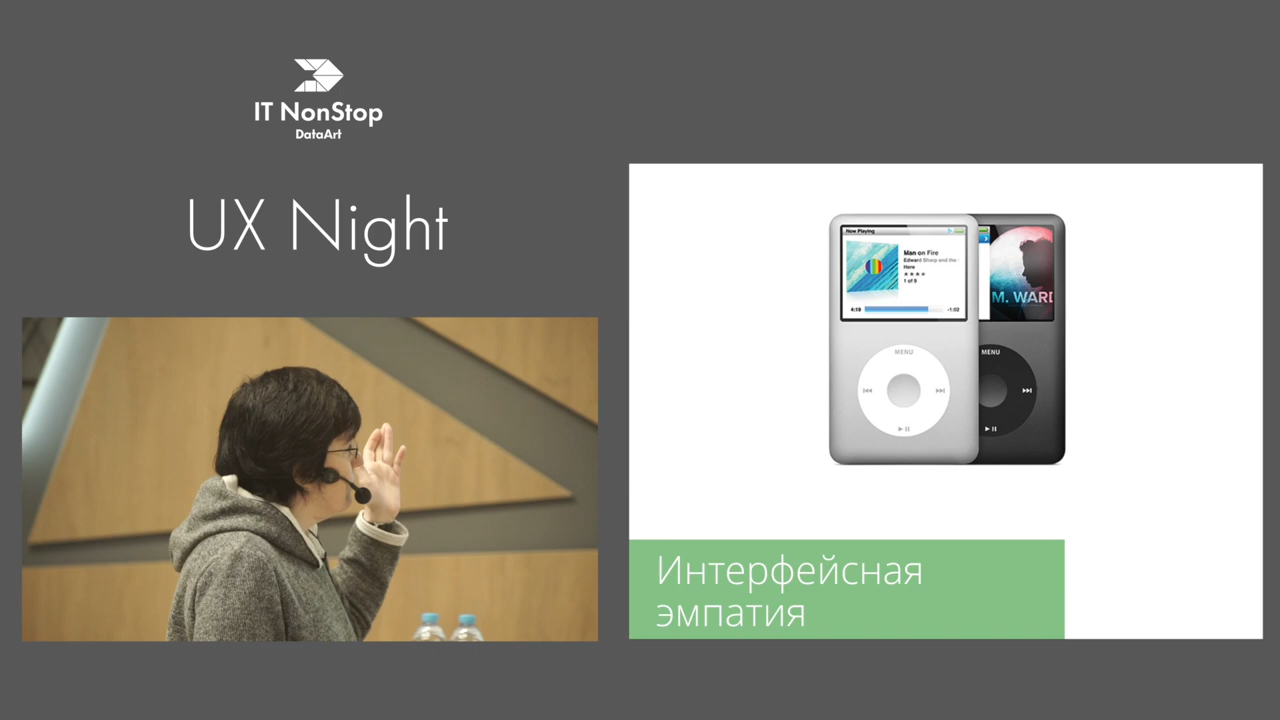 IT NonStop
DataArt
UX Night
Now Playing
Man on Fire
Edward Sharp and the
Here
1 of 9
4:19
-1:02
M. WARD
MENU
MENU
Интерфейсная
эмпатия